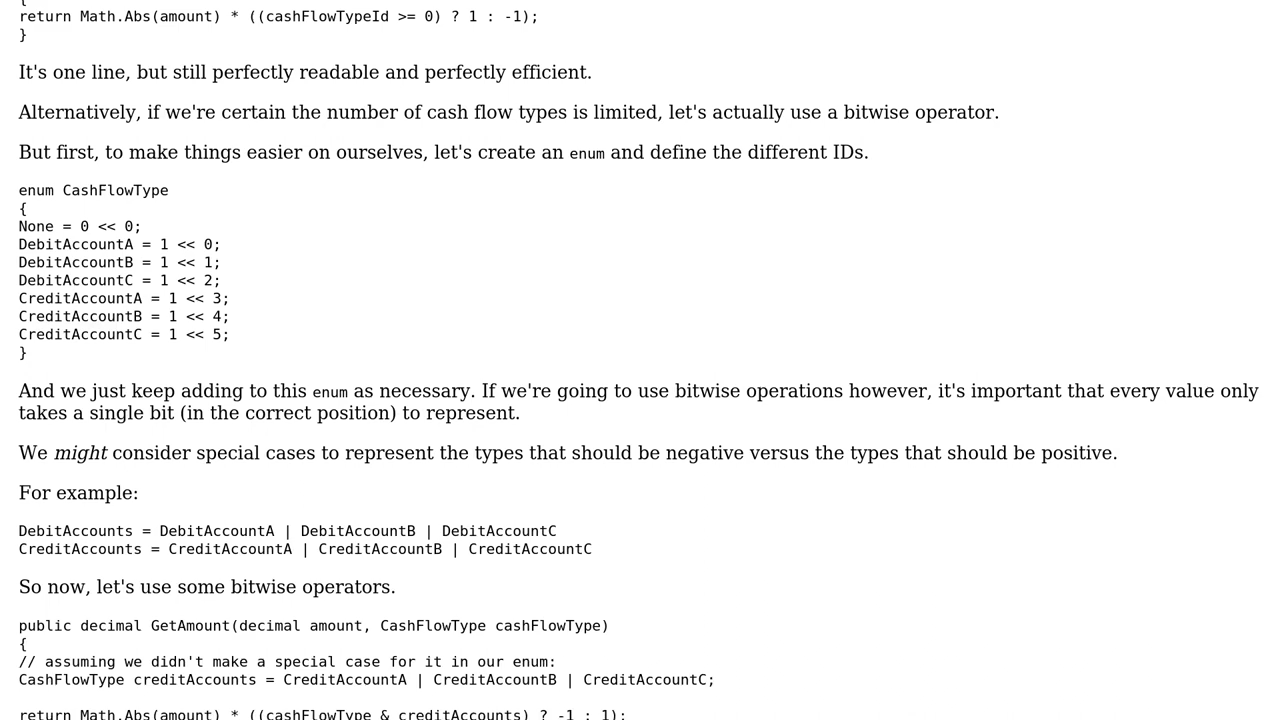 {
return Math.Abs(amount) * ((cashFlowTypeId >= 0) ? 1 : -1);
}
It's one line, but still perfectly readable and perfectly efficient.
Alternatively, if we're certain the number of cash flow types is limited, let's actually use a bitwise operator.
But first, to make things easier on ourselves, let's create an enum and define the different IDs.
enum CashFlowType
{
None = 0 << 0;
DebitAccountA = 1 << 0;
DebitAccountB = 1 << 1;
DebitAccountC = 1 << 2;
CreditAccountA = 1 << 3;
CreditAccountB = 1 << 4;
CreditAccountC = 1 << 5;
}
And we just keep adding to this enum as necessary. If we're going to use bitwise operations however, it's important that every value only
takes a single bit (in the correct position) to represent.
We might consider special cases to represent the types that should be negative versus the types that should be positive.
For example:
DebitAccounts = DebitAccountA | DebitAccountB | DebitAccountC
CreditAccounts = CreditAccountA | CreditAccountB | CreditAccountC
So now, let's use some bitwise operators.
public decimal GetAmount(decimal amount, CashFlowType cashFlowType)
{
// assuming we didn't make a special case for it in our enum:
CashFlowType creditAccounts = CreditAccountA | CreditAccountB | CreditAccountC;
return Math.Abs(amount) * ((cashFlowType & creditAccounts) ? -1 : 1);